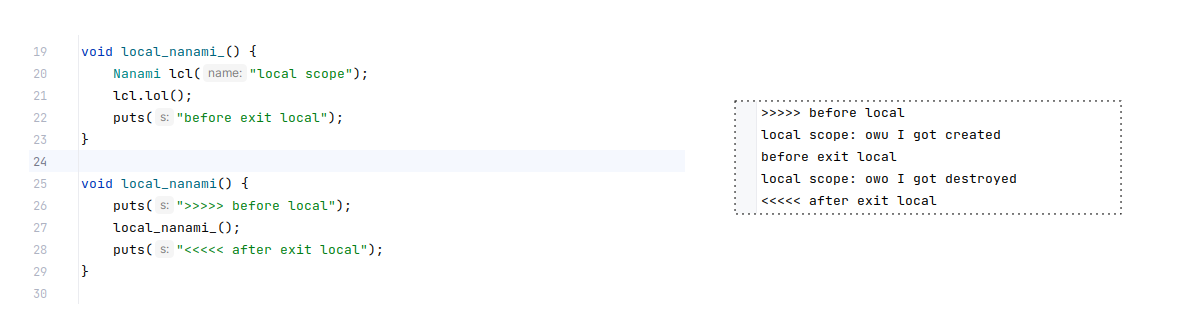 19 void local_nanami_() {
20 Nanami lcl( name: "local scope");
21 lcl.lol();
22 puts( s: "before exit local");
23 }
24
25 void local_nanami() {
26 puts( s: ">>>>> before local");
27 local_nanami_();
28 puts( s: "<<<<< after exit local");
29 }
30
>>>>> before local
local scope: owu I got created
before exit local
local scope: owo I got destroyed
<<<<< after exit local